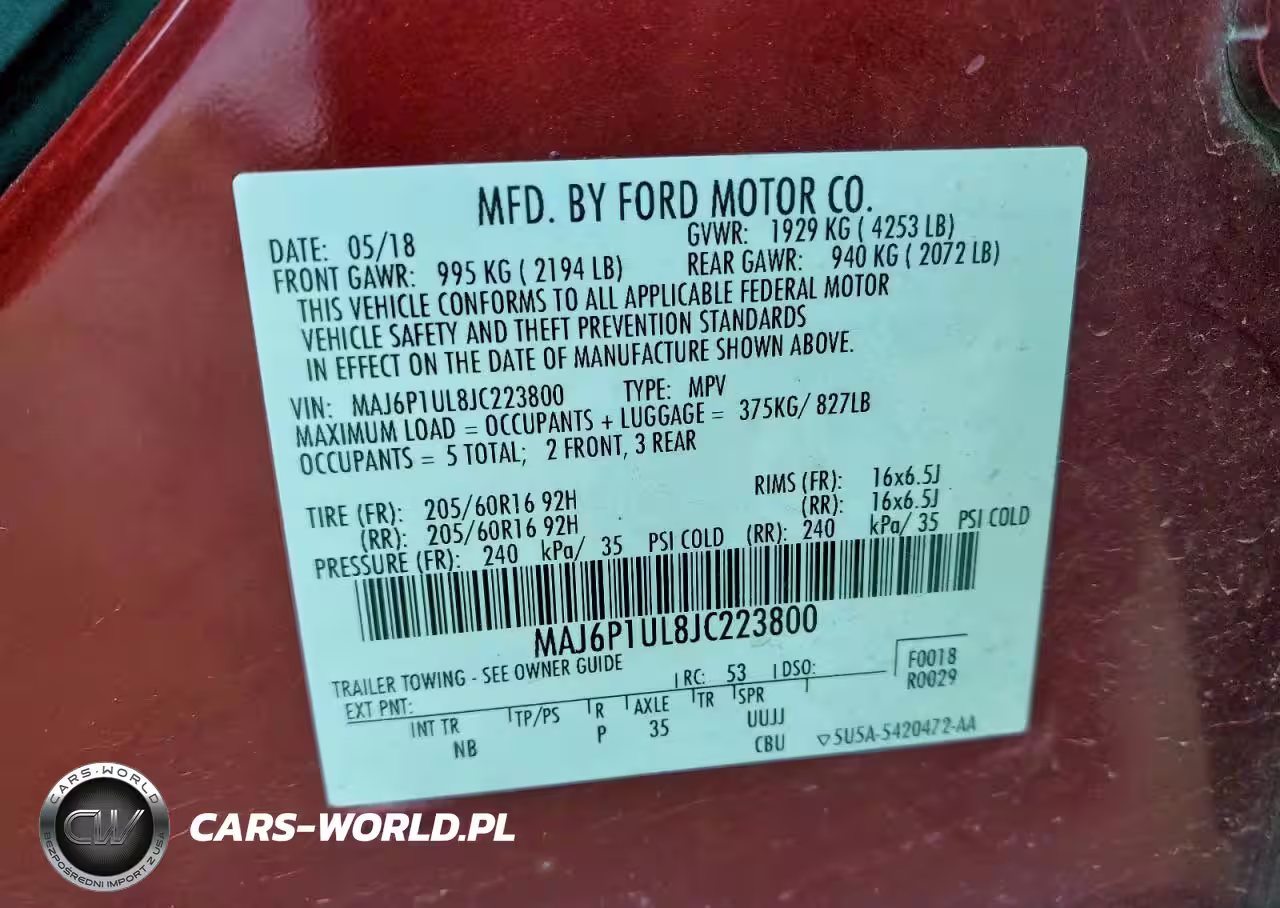 MFD. BY FORD MOTOR CO.
DATE: 05/18 GVWR: 1929 KG ( 4253 LB)
FRONT GAWR: 995 KG ( 2194 LB) REAR GAWR: 940 KG ( 2072 LB)
THIS VEHICLE CONFORMS TO ALL APPLICABLE FEDERAL MOTOR
VEHICLE SAFETY AND THEFT PREVENTION STANDARDS
IN EFFECT ON THE DATE OF MANUFACTURE SHOWN ABOVE.
VIN: MAJ6P1UL8JC223800 TYPE: MPV
MAXIMUM LOAD = OCCUPANTS + LUGGAGE = 375KG/ 827LB
OCCUPANTS = 5 TOTAL; 2 FRONT, 3 REAR
TIRE (FR): 205/60R16 92H RIMS (FR): 16x6.5J
(RR): 205/60R16 92H (RR): 16x6.5J
PRESSURE (FR): 240 kPa/ 35 PSI COLD (RR): 240 kPa/ 35 PSI COLD
MAJ6P1UL8JC223800
TRAILER TOWING - SEE OWNER GUIDE
EXT PNT: RC: 53 DSO: F0018
R0029
INT TR TP/PS R AXLE TR SPR
NB P 35 UUJJ
CBU 5U5A-5420472-AA
CARS-WORLD
CW
BEZPOŚREDNI IMPORT Z USA
CARS-WORLD.PL